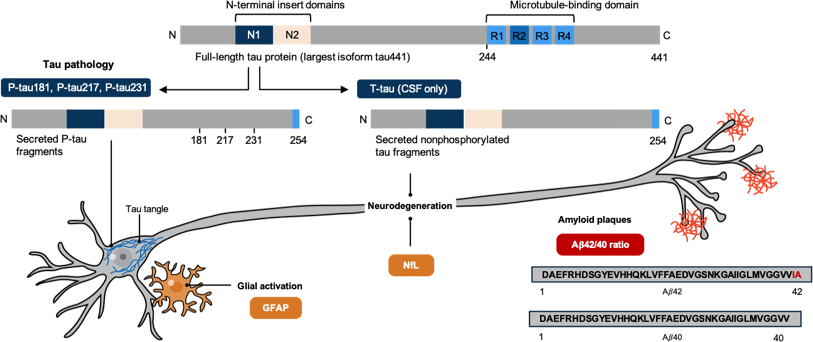 N-terminal insert domains
Microtubule-binding domain
N N1 N2 R1 R2 R3 R4 C
Full-length tau protein (largest isoform tau441)
244 441
Tau pathology
P-tau181, P-tau217, P-tau231
T-tau (CSF only)
N C
Secreted P-tau
fragments
181 217 231 254
N C
Secreted nonphosphorylated
tau fragments
254
Tau tangle
Neurodegeneration
Amyloid plaques
Aβ42/40 ratio
NfL
Glial activation
GFAP
DAEFRHDSGYEVHHQKLVFFAEDVGSNKGAIIGLMVGGVVIA
1 Aβ42 42
DAEFRHDSGYEVHHQKLVFFAEDVGSNKGAIIGLMVGGVV
1 Aβ40 40